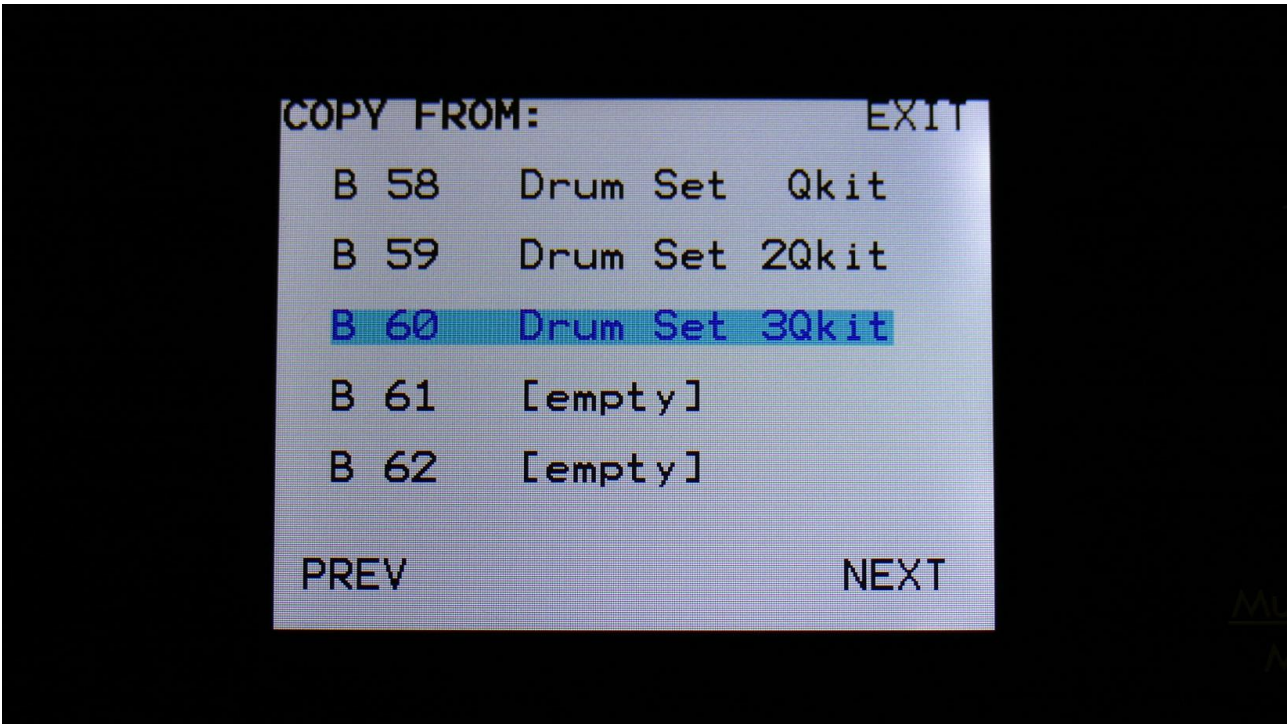 COPY FROM: EXIT
B 58 Drum Set Qkit
B 59 Drum Set 2Qkit
B 60 Drum Set 3Qkit
B 61 [empty]
B 62 [empty]
PREV NEXT